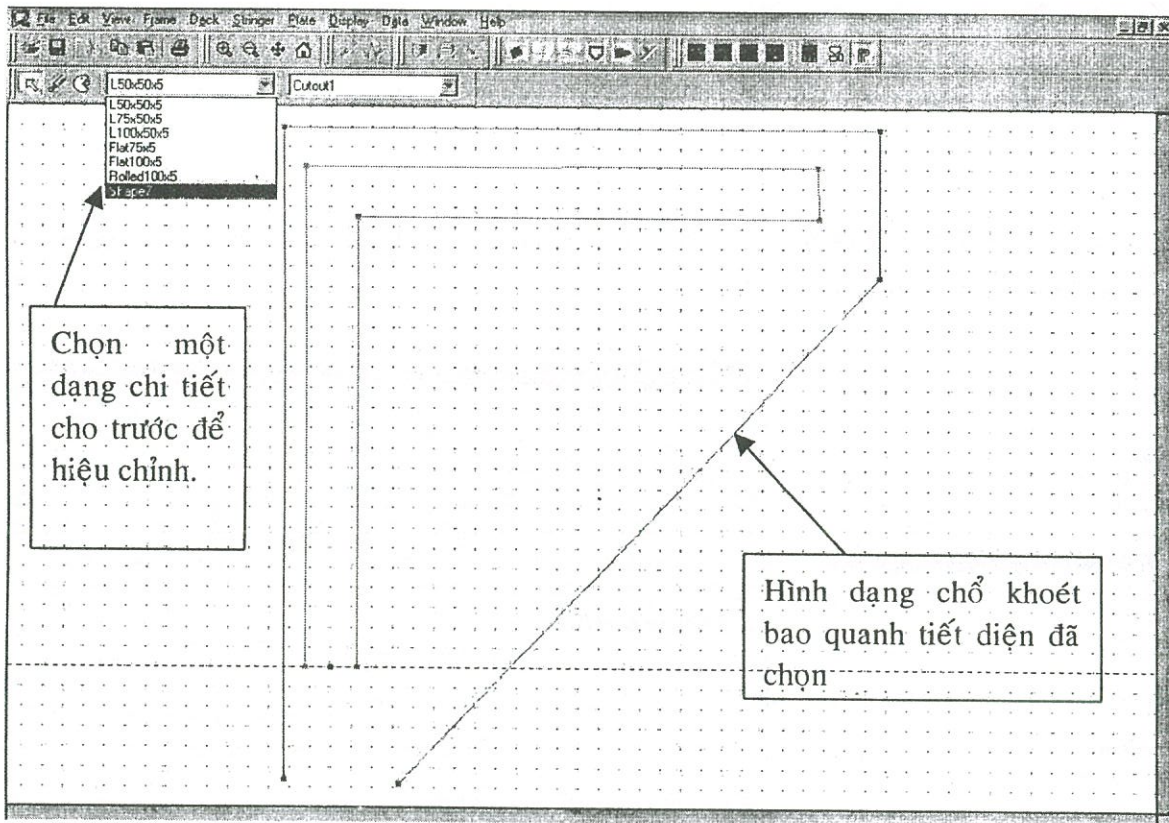 File Edit View Frame Deck Stringer Plate Display Data Window Help
L50x50x5 Cutout1
L50x50x5
L75x50x5
L100x50x5
Flat75x5
Flat100x5
Rolled100x5
Shape7
Chọn một
dạng chi tiết
cho trước để
hiệu chỉnh.
Hình dạng chổ khoét
bao quanh tiết diện đã
chọn